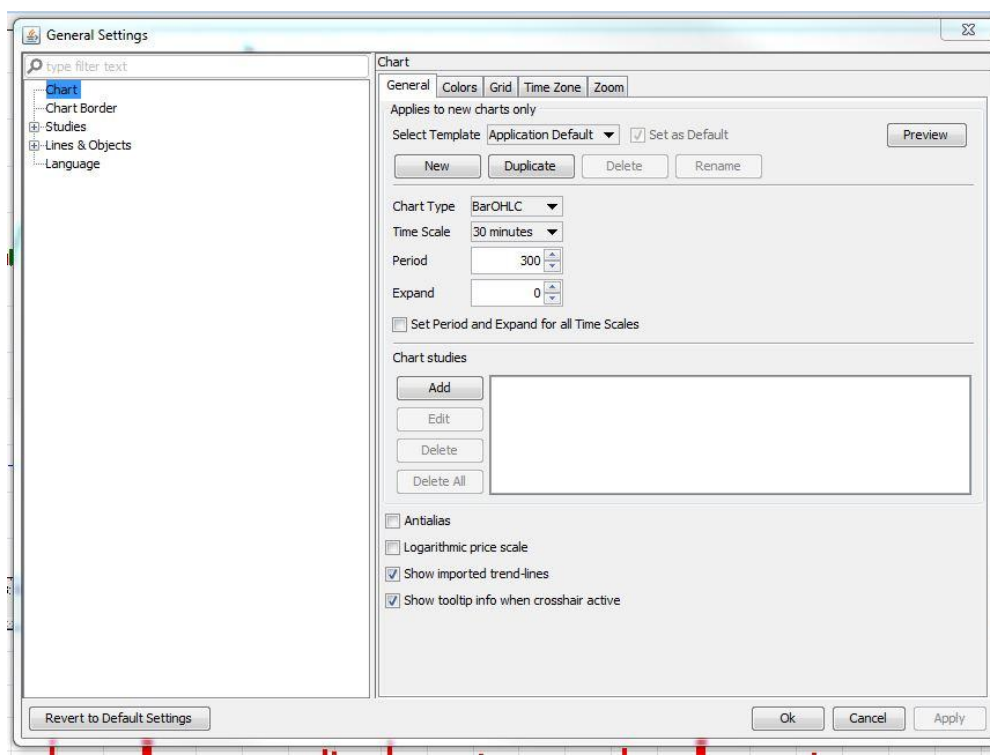 General Settings
type filter text
Chart
Chart Border
Studies
Lines & Objects
Language
Chart
General Colors Grid Time Zone Zoom
Applies to new charts only
Select Template Application Default Set as Default Preview
New Duplicate Delete Rename
Chart Type BarOHLC
Time Scale 30 minutes
Period 300
Expand 0
Set Period and Expand for all Time Scales
Chart studies
Add
Edit
Delete
Delete All
Antialias
Logarithmic price scale
Show imported trend-lines
Show tooltip info when crosshair active
Revert to Default Settings Ok Cancel Apply